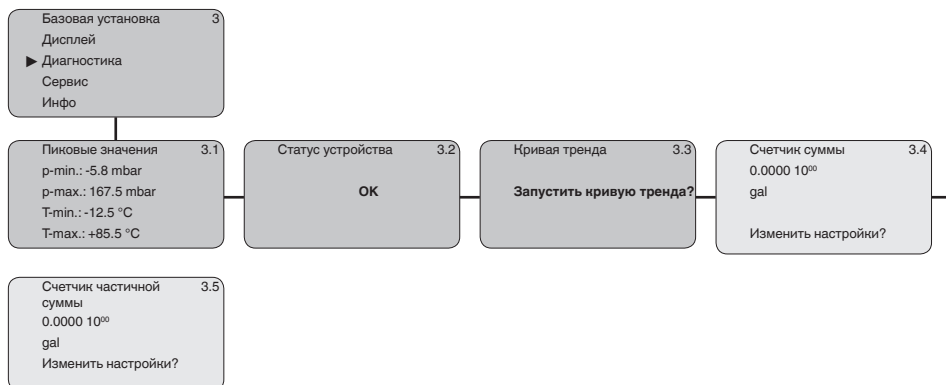 Базовая установка 3
Дисплей
▶ Диагностика
Сервис
Инфо
Пиковые значения 3.1
p-min.: -5.8 mbar
p-max.: 167.5 mbar
T-min.: -12.5 °C
T-max.: +85.5 °C
Статус устройства 3.2
OK
Кривая тренда 3.3
Запустить кривую тренда?
Счетчик суммы 3.4
0.0000 10⁰⁰
gal
Изменить настройки?
Счетчик частичной 3.5
суммы
0.0000 10⁰⁰
gal
Изменить настройки?